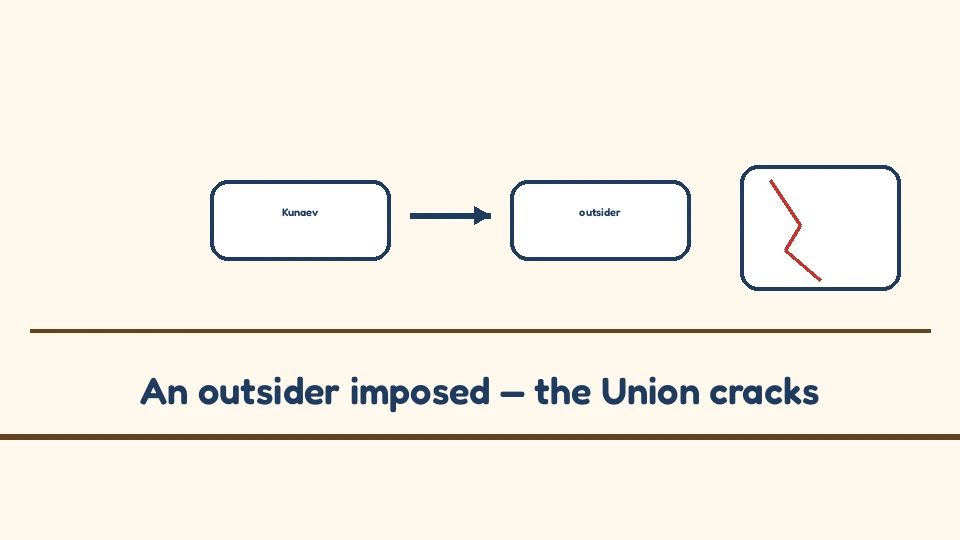 Kunaev
outsider
An outsider imposed — the Union cracks